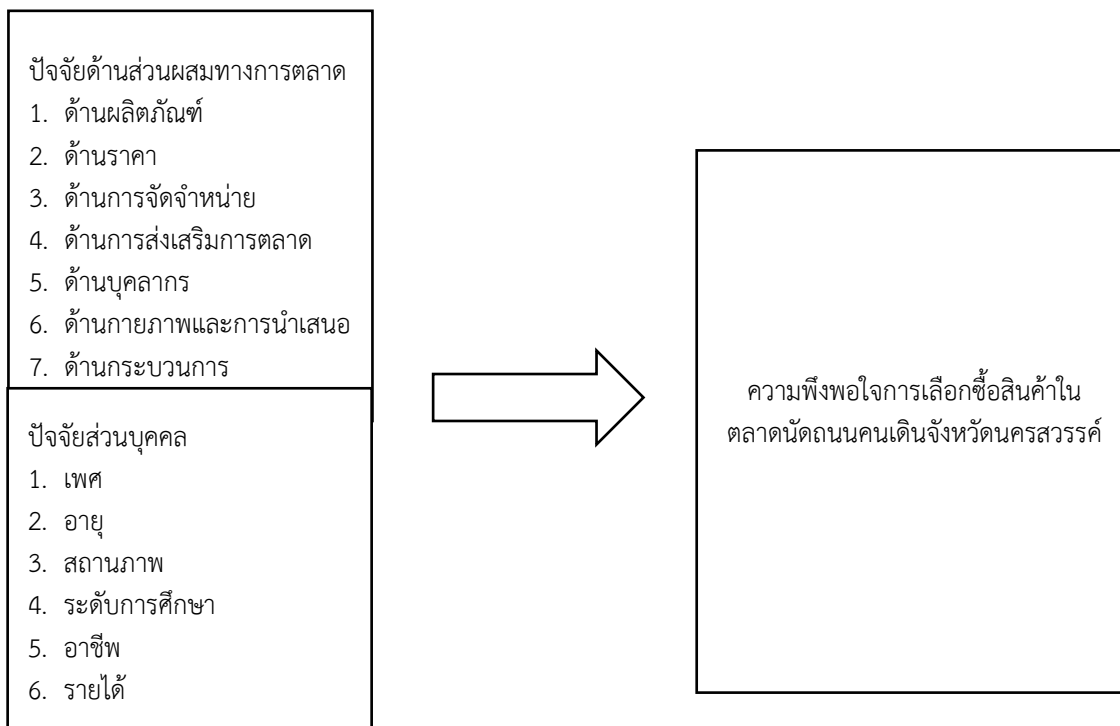 ปัจจัยด้านส่วนผสมทางการตลาด
1. ด้านผลิตภัณฑ์
2. ด้านราคา
3. ด้านการจัดจำหน่าย
4. ด้านการส่งเสริมการตลาด
5. ด้านบุคลากร
6. ด้านกายภาพและการนำเสนอ
7. ด้านกระบวนการ
ปัจจัยส่วนบุคคล
1. เพศ
2. อายุ
3. สถานภาพ
4. ระดับการศึกษา
5. อาชีพ
6. รายได้
ความพึงพอใจการเลือกซื้อสินค้าใน
ตลาดนัดถนนคนเดินจังหวัดนครสวรรค์